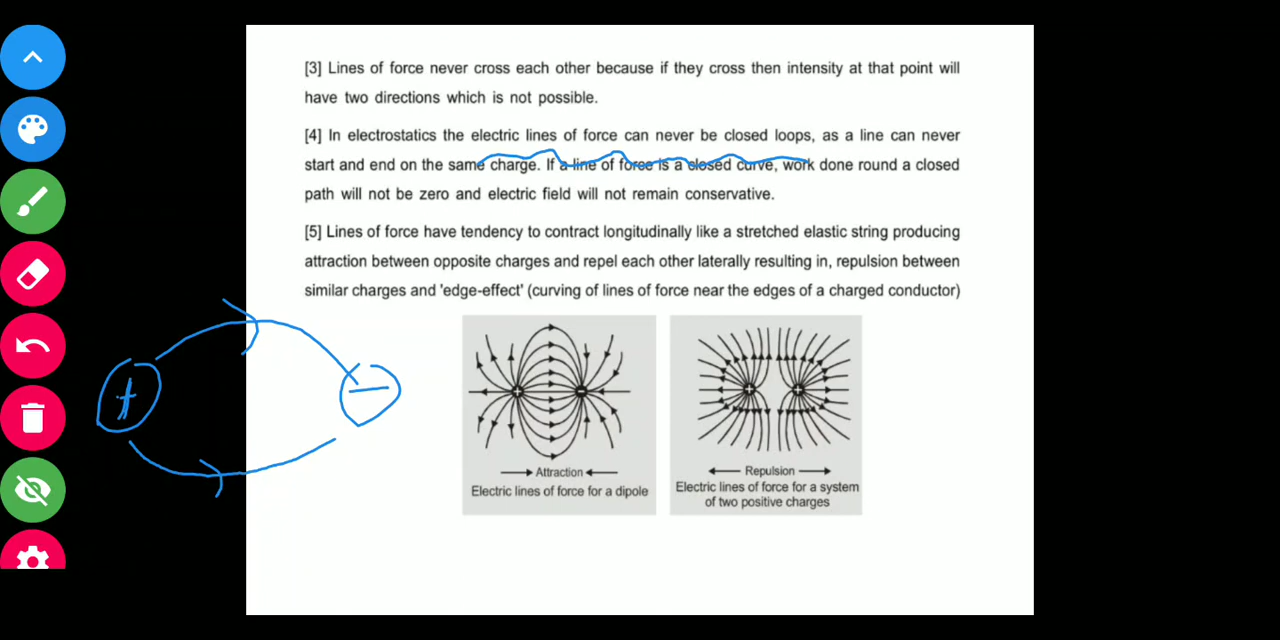 [3] Lines of force never cross each other because if they cross then intensity at that point will
have two directions which is not possible.
[4] In electrostatics the electric lines of force can never be closed loops, as a line can never
start and end on the same charge. If a line of force is a closed curve, work done round a closed
path will not be zero and electric field will not remain conservative.
[5] Lines of force have tendency to contract longitudinally like a stretched elastic string producing
attraction between opposite charges and repel each other laterally resulting in, repulsion between
similar charges and 'edge-effect' (curving of lines of force near the edges of a charged conductor)
+ −
+ −
+ +
Attraction
Electric lines of force for a dipole
Repulsion
Electric lines of force for a system
of two positive charges